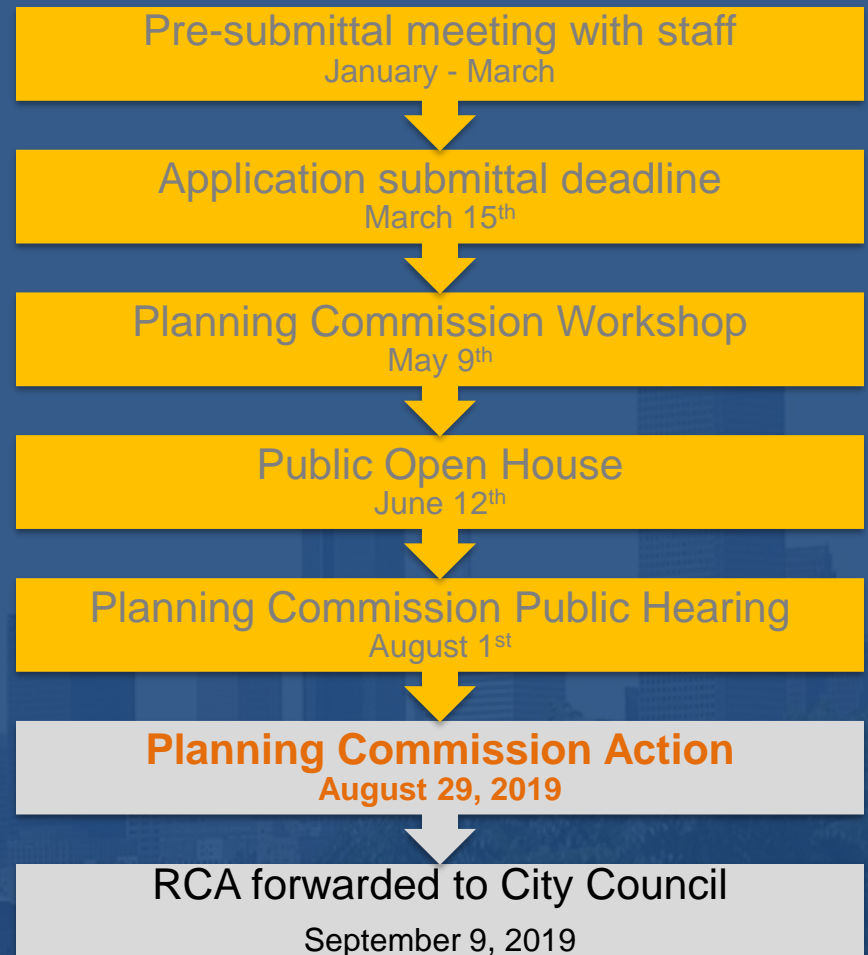 Pre-submittal meeting with staff
January - March
Application submittal deadline
March 15th
Planning Commission Workshop
May 9th
Public Open House
June 12th
Planning Commission Public Hearing
August 1st
Planning Commission Action
August 29, 2019
RCA forwarded to City Council
September 9, 2019